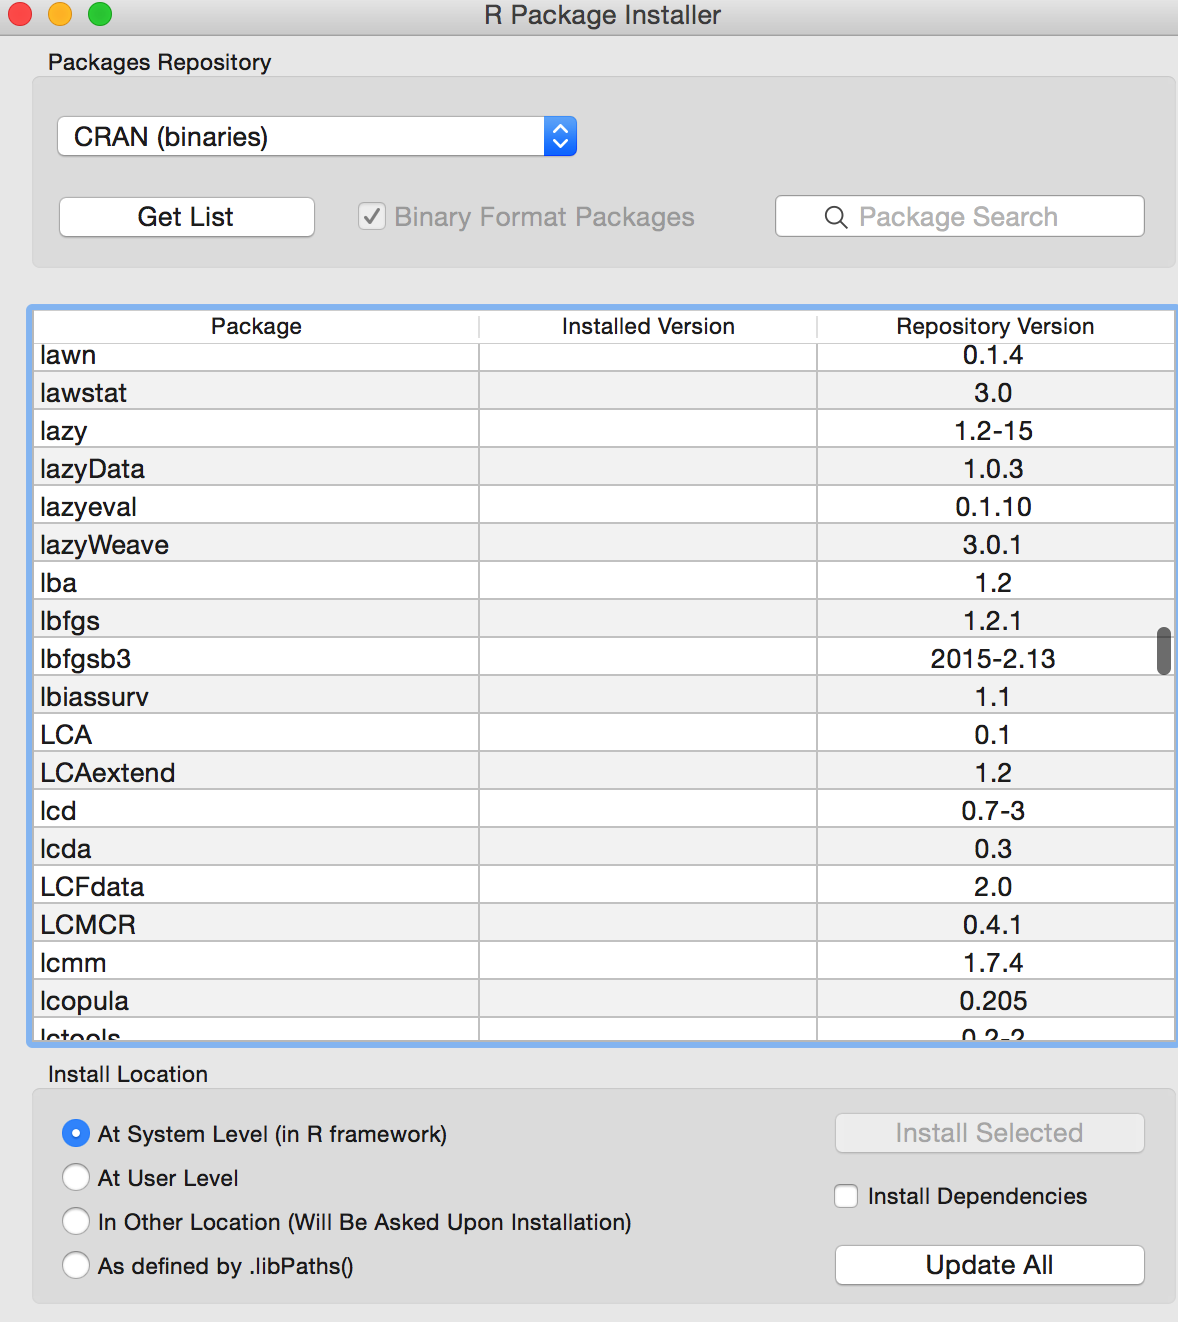 R Package Installer
Packages Repository
CRAN (binaries)
Get List Binary Format Packages Package Search
Package Installed Version Repository Version
lawn 0.1.4
lawstat 3.0
lazy 1.2-15
lazyData 1.0.3
lazyeval 0.1.10
lazyWeave 3.0.1
lba 1.2
lbfgs 1.2.1
lbfgsb3 2015-2.13
lbiassurv 1.1
LCA 0.1
LCAextend 1.2
lcd 0.7-3
lcda 0.3
LCFdata 2.0
LCMCR 0.4.1
lcmm 1.7.4
lcopula 0.205
lctools 0.2-2
Install Location
At System Level (in R framework) Install Selected
At User Level
Install Dependencies
In Other Location (Will Be Asked Upon Installation)
As defined by .libPaths() Update All